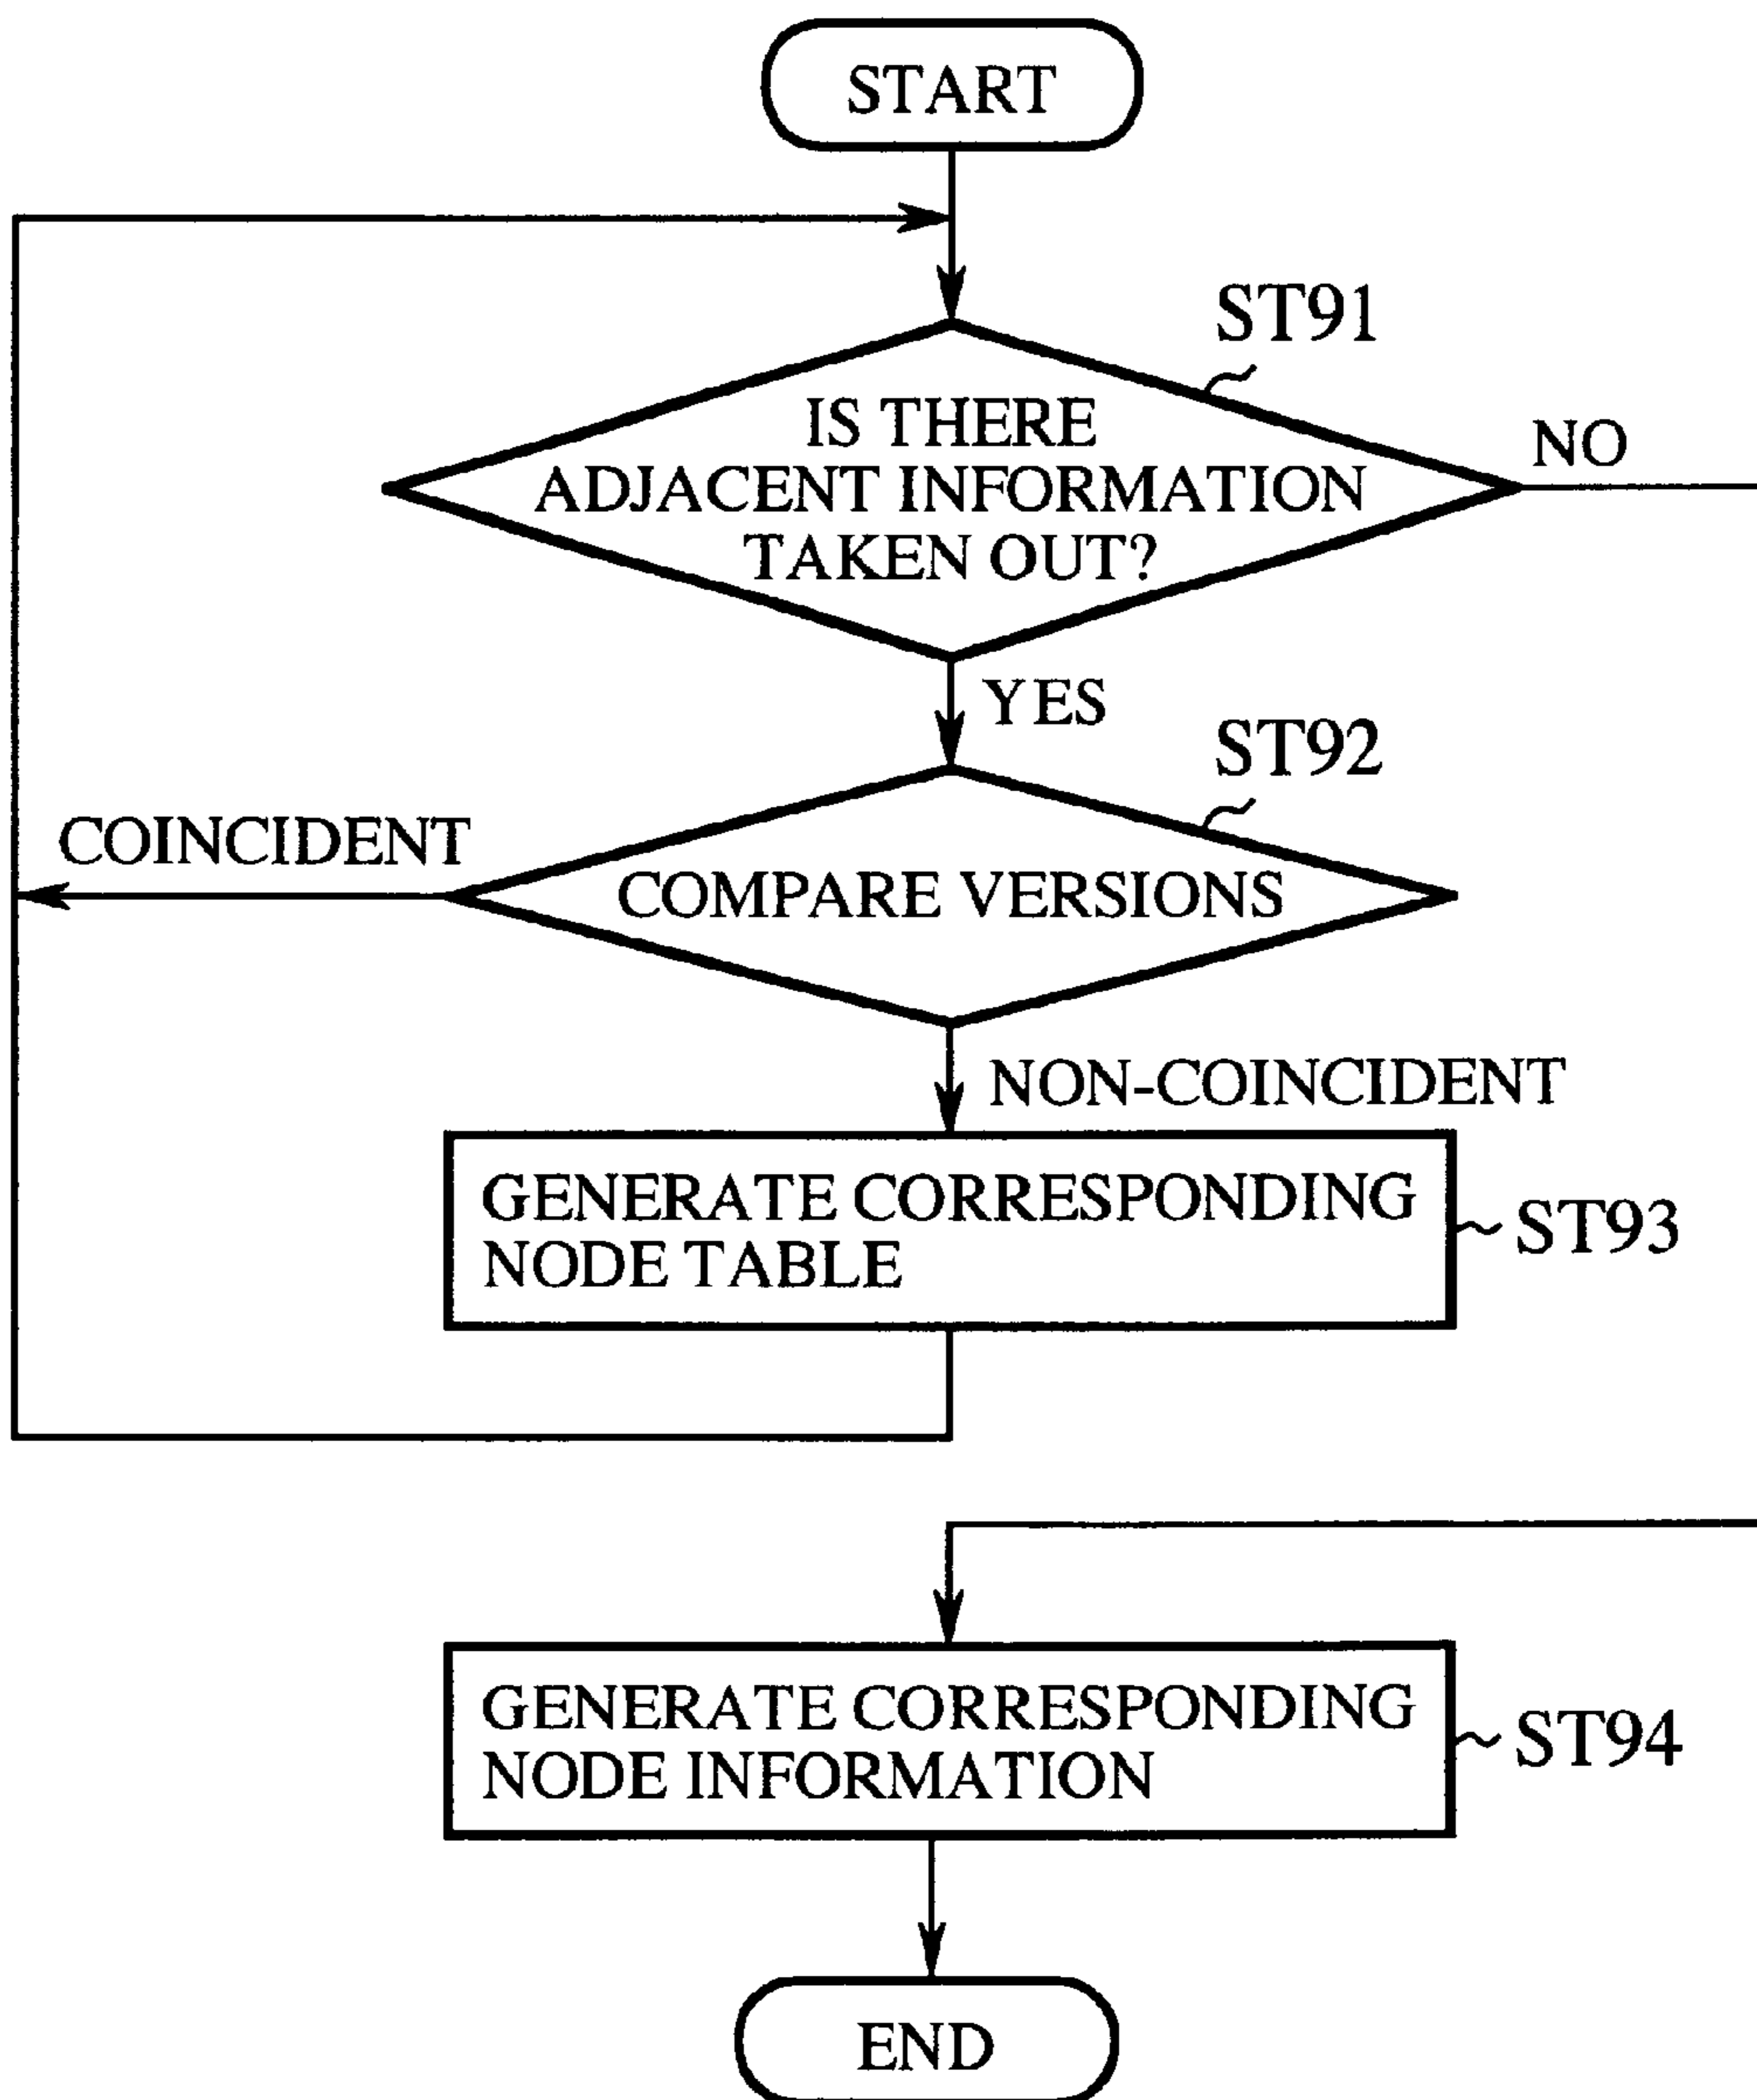 START
ST91
IS THERE
ADJACENT INFORMATION
TAKEN OUT?
NO
YES
ST92
COINCIDENT
COMPARE VERSIONS
NON-COINCIDENT
GENERATE CORRESPONDING
NODE TABLE
ST93
GENERATE CORRESPONDING
NODE INFORMATION
ST94
END